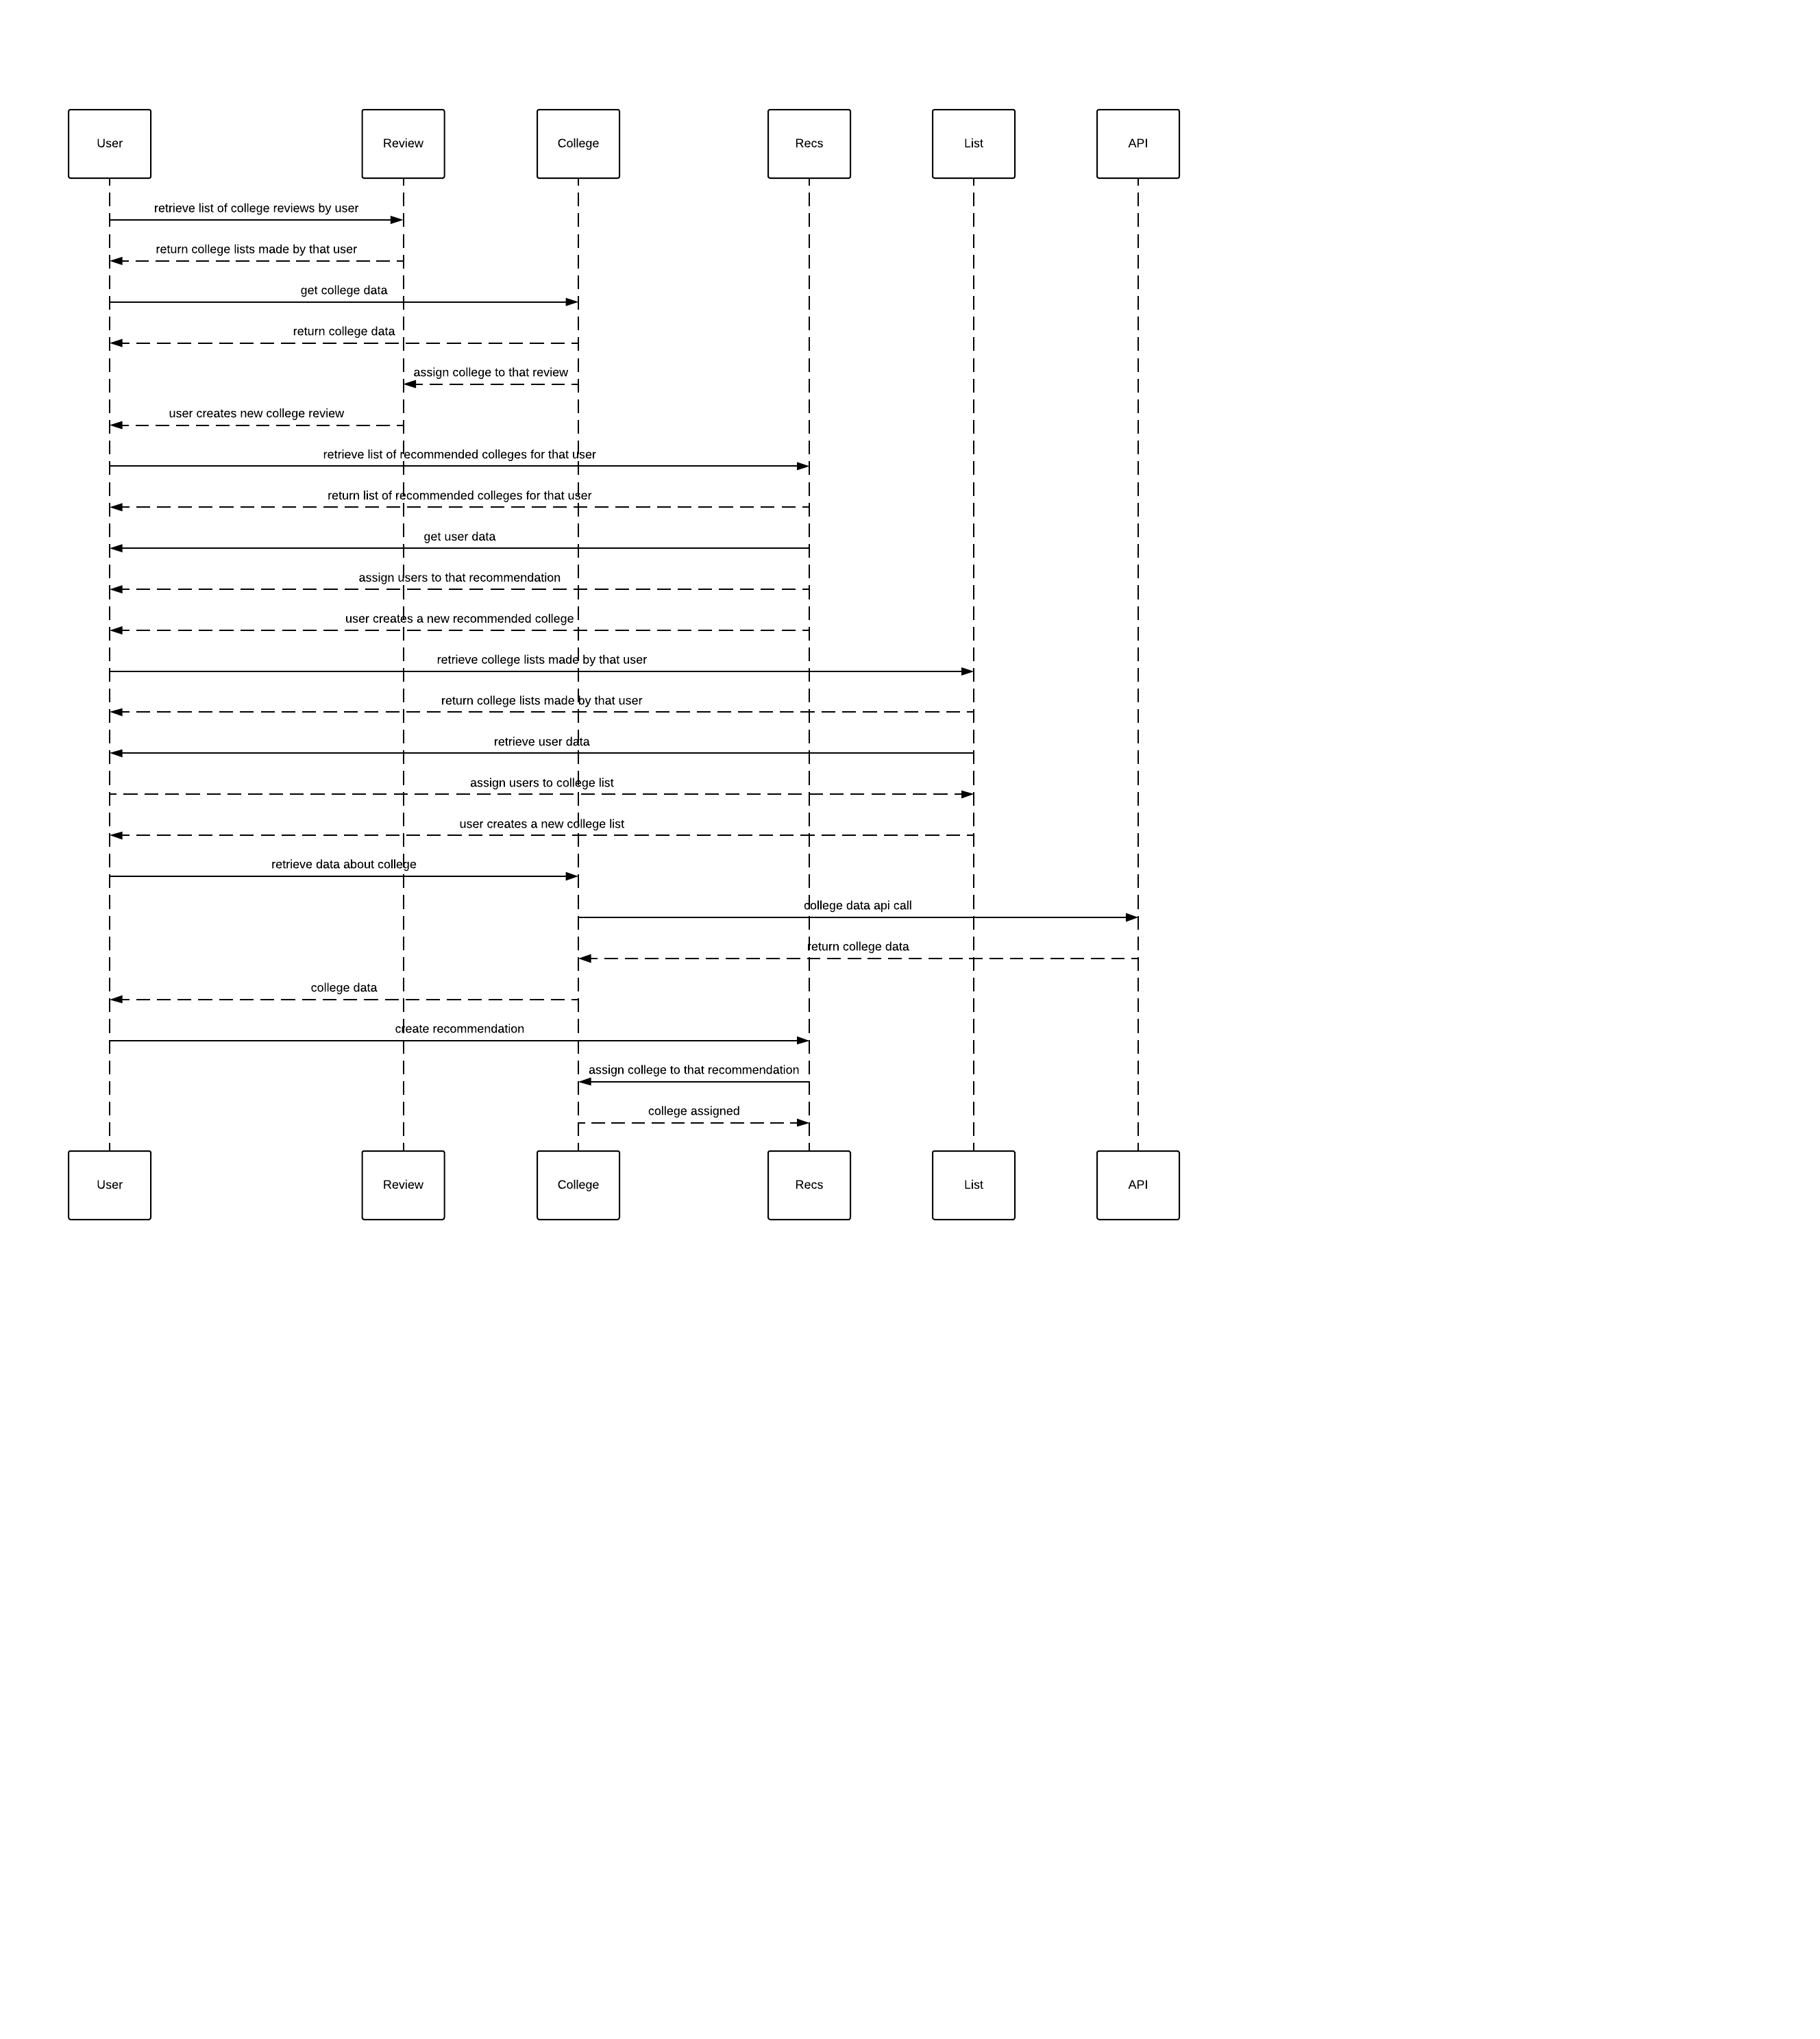 User
Review
College
Recs
List
API
retrieve list of college reviews by user
return college lists made by that user
get college data
return college data
assign college to that review
user creates new college review
retrieve list of recommended colleges for that user
return list of recommended colleges for that user
get user data
assign users to that recommendation
user creates a new recommended college
retrieve college lists made by that user
return college lists made by that user
retrieve user data
assign users to college list
user creates a new college list
retrieve data about college
college data api call
return college data
college data
create recommendation
assign college to that recommendation
college assigned
User
Review
College
Recs
List
API